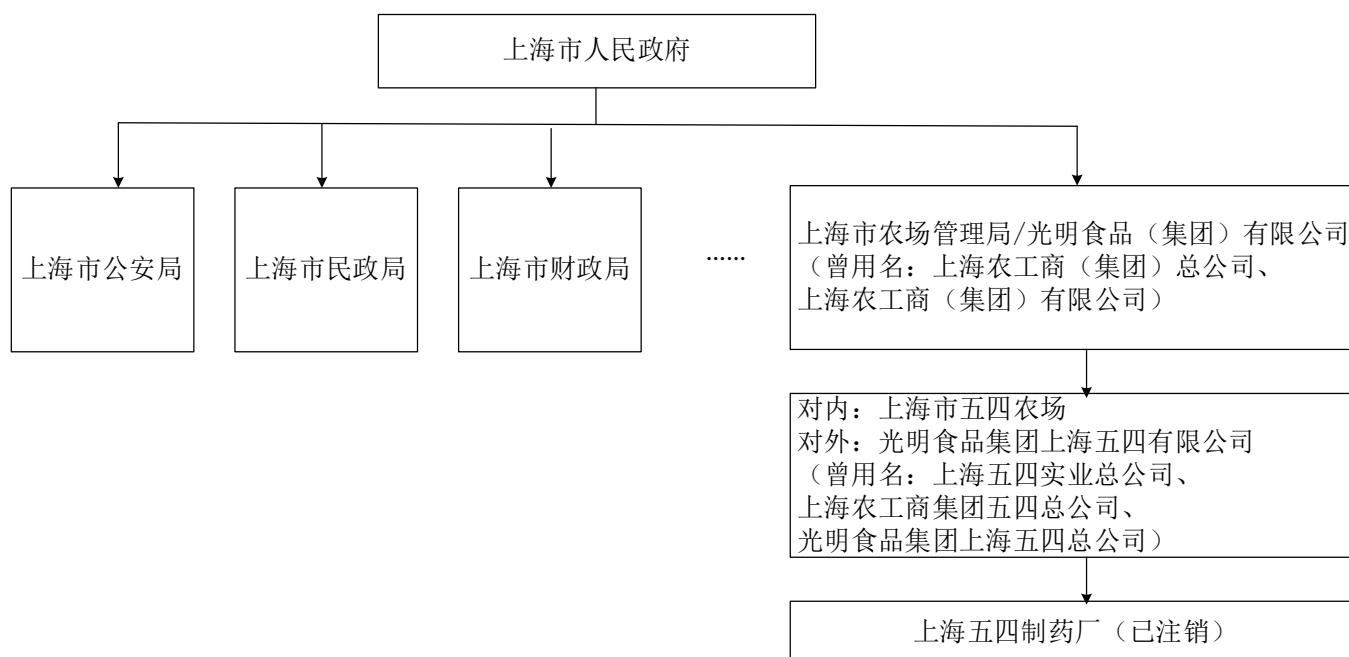 上海市人民政府
上海市公安局
上海市民政局
上海市财政局
......
上海市农场管理局/光明食品（集团）有限公司
（曾用名：上海农工商（集团）总公司、
上海农工商（集团）有限公司）
对内：上海市五四农场
对外：光明食品集团上海五四有限公司
（曾用名：上海五四实业总公司、
上海农工商集团五四总公司、
光明食品集团上海五四总公司）
上海五四制药厂（已注销）